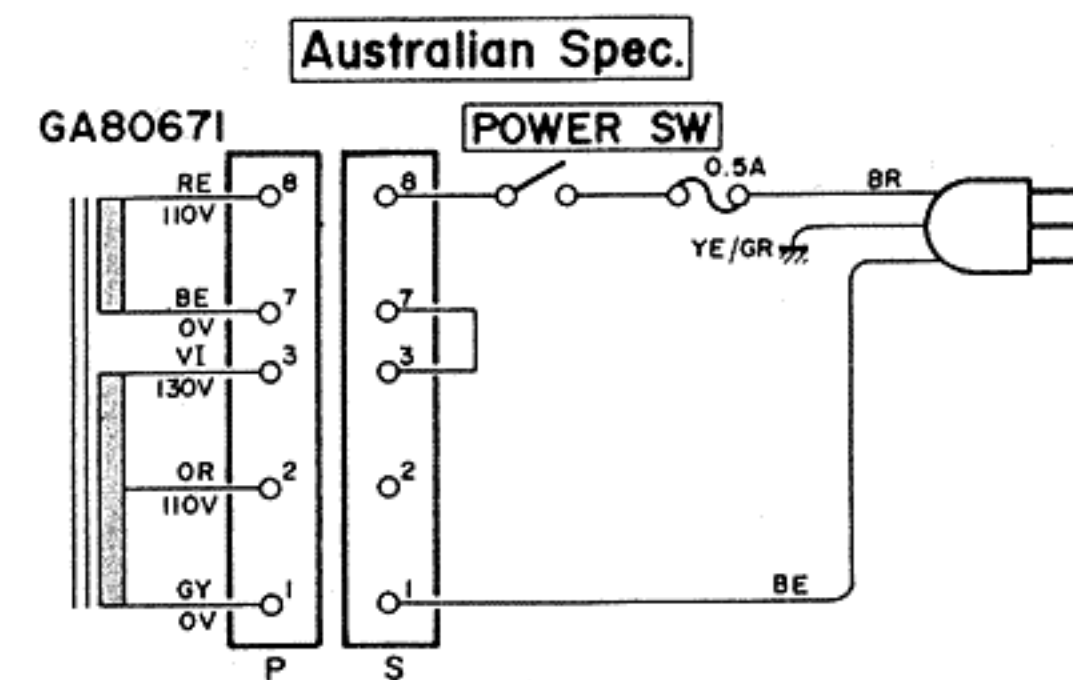 Australian Spec.
GA80671
POWER SW
RE
110V
8
8
0.5A
BR
YE/GR
BE
0V
7
7
VI
130V
3
3
OR
110V
2
2
GY
0V
1
1
BE
P
S